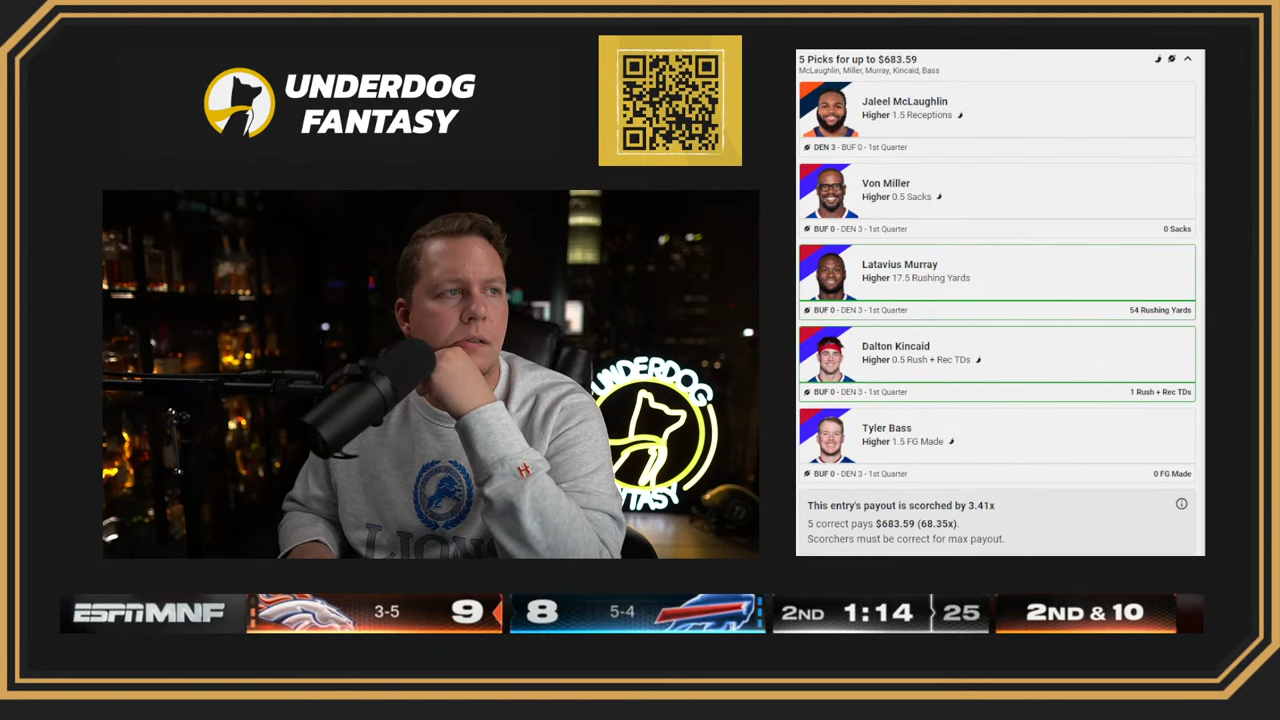 UNDERDOG
FANTASY
5 Picks for up to $683.59
McLaughlin, Miller, Murray, Kincaid, Bass
Jaleel McLaughlin
Higher 1.5 Receptions
DEN 3 - BUF 0 - 1st Quarter
Von Miller
Higher 0.5 Sacks
BUF 0 - DEN 3 - 1st Quarter
0 Sacks
Latavius Murray
Higher 17.5 Rushing Yards
BUF 0 - DEN 3 - 1st Quarter
54 Rushing Yards
Dalton Kincaid
Higher 0.5 Rush + Rec TDs
BUF 0 - DEN 3 - 1st Quarter
1 Rush + Rec TDs
Tyler Bass
Higher 1.5 FG Made
BUF 0 - DEN 3 - 1st Quarter
0 FG Made
This entry's payout is scorched by 3.41x
5 correct pays $683.59 (68.35x).
Scorchers must be correct for max payout.
UNDERDOG
LIONS
ESPN MNF
3-5
9
8
5-4
2ND
1:14
25
2ND & 10